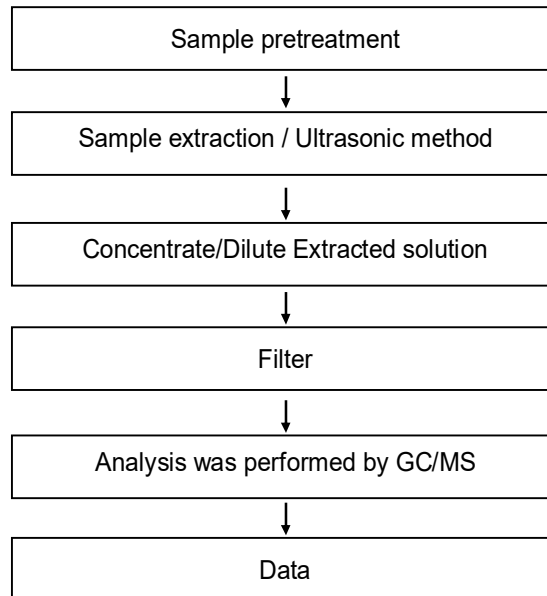 Sample pretreatment
Sample extraction / Ultrasonic method
Concentrate/Dilute Extracted solution
Filter
Analysis was performed by GC/MS
Data